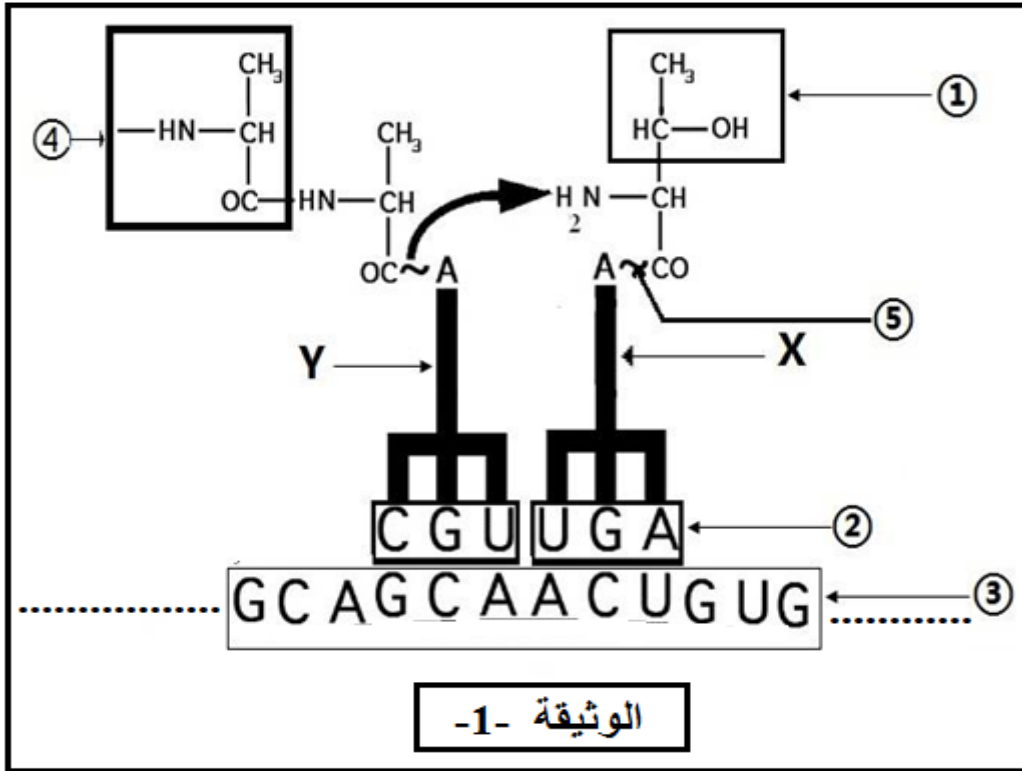 CH3 CH3 ①
④ HN CH CH3 HC OH
OC HN CH H2N CH
OC ~ A A ~ CO
⑤
Y X
C G U U G A ②
........ G C A G C A A C U G U G ........ ③
الوثيقة -1-